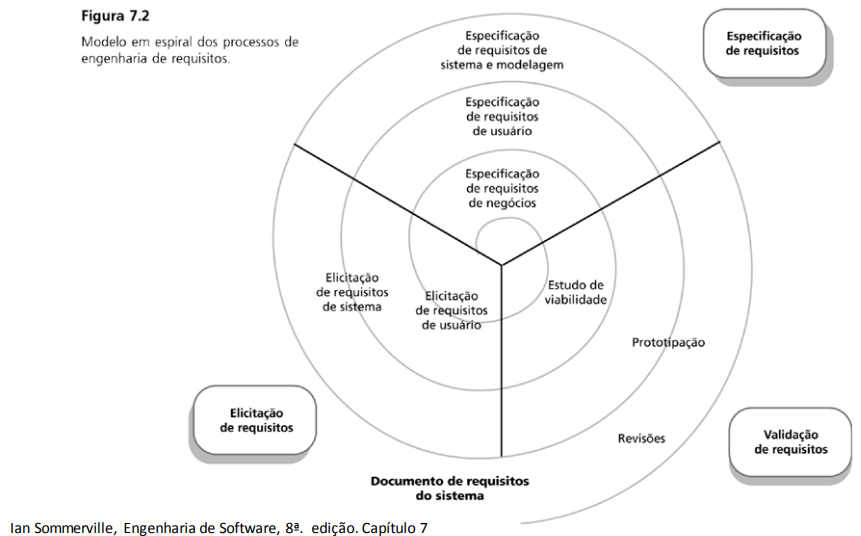 Figura 7.2
Modelo em espiral dos processos de
engenharia de requisitos.
Especificação
de requisitos de
sistema e modelagem
Especificação
de requisitos
Especificação
de requisitos
de usuário
Especificação
de requisitos
de negócios
Elicitação
de requisitos
de sistema
Elicitação
de requisitos
de usuário
Estudo de
viabilidade
Prototipação
Elicitação
de requisitos
Revisões
Validação
de requisitos
Documento de requisitos
do sistema
Ian Sommerville, Engenharia de Software, 8ª. edição. Capítulo 7